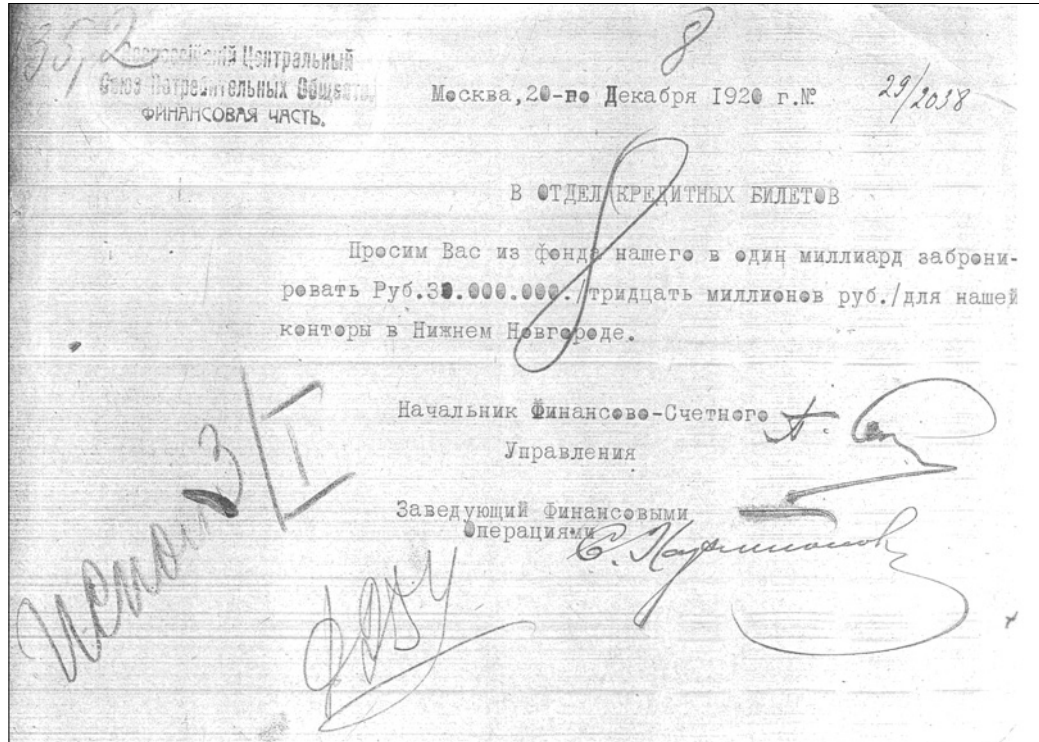 8
Всероссийский Центральный
Союз Потребительных Обществ.
ФИНАНСОВАЯ ЧАСТЬ.
Москва, 20-го Декабря 1920 г. № 29/2038
В ОТДЕЛ КРЕДИТНЫХ БИЛЕТОВ
8
Просим Вас из фонда нашего в один миллиард заброни-
ровать Руб.30.000.000./тридцать миллионов руб./для нашей
конторы в Нижнем Новгороде.
Начальник Финансово-Счетного
Управления
Заведующий Финансовыми
Операциями
3/I